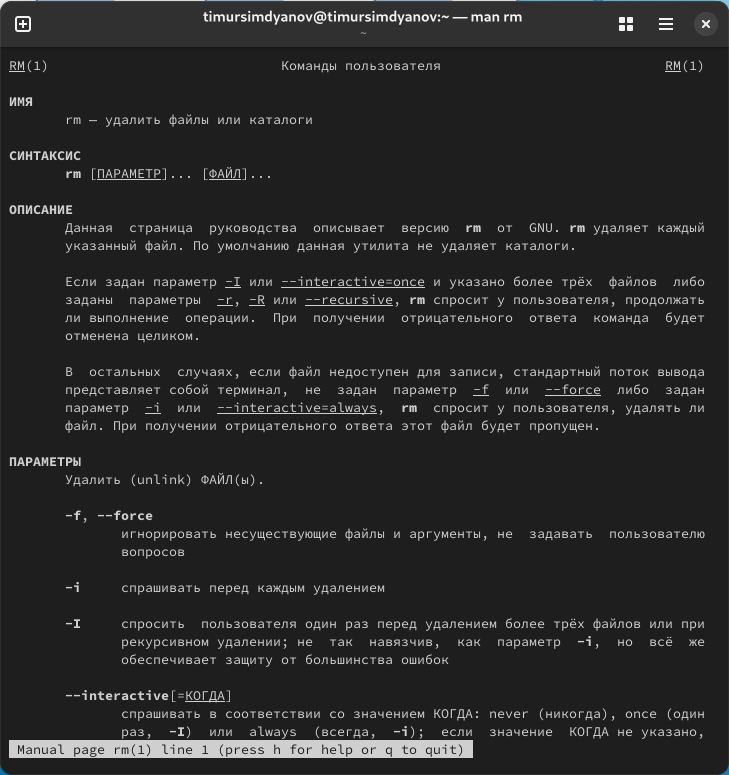 timursimdyanov@timursimdyanov:~ — man rm
~
RM(1) Команды пользователя RM(1)
ИМЯ
rm — удалить файлы или каталоги
СИНТАКСИС
rm [ПАРАМЕТР]... [ФАЙЛ]...
ОПИСАНИЕ
Данная страница руководства описывает версию rm от GNU. rm удаляет каждый
указанный файл. По умолчанию данная утилита не удаляет каталоги.
Если задан параметр -I или --interactive=once и указано более трёх файлов либо
заданы параметры -r, -R или --recursive, rm спросит у пользователя, продолжать
ли выполнение операции. При получении отрицательного ответа команда будет
отменена целиком.
В остальных случаях, если файл недоступен для записи, стандартный поток вывода
представляет собой терминал, не задан параметр -f или --force либо задан
параметр -i или --interactive=always, rm спросит у пользователя, удалять ли
файл. При получении отрицательного ответа этот файл будет пропущен.
ПАРАМЕТРЫ
Удалить (unlink) ФАЙЛ(ы).
-f, --force
игнорировать несуществующие файлы и аргументы, не задавать пользователю
вопросов
-i спрашивать перед каждым удалением
-I спросить пользователя один раз перед удалением более трёх файлов или при
рекурсивном удалении; не так навязчив, как параметр -i, но всё же
обеспечивает защиту от большинства ошибок
--interactive[=КОГДА]
спрашивать в соответствии со значением КОГДА: never (никогда), once (один
раз, -I) или always (всегда, -i); если значение КОГДА не указано,
Manual page rm(1) line 1 (press h for help or q to quit)